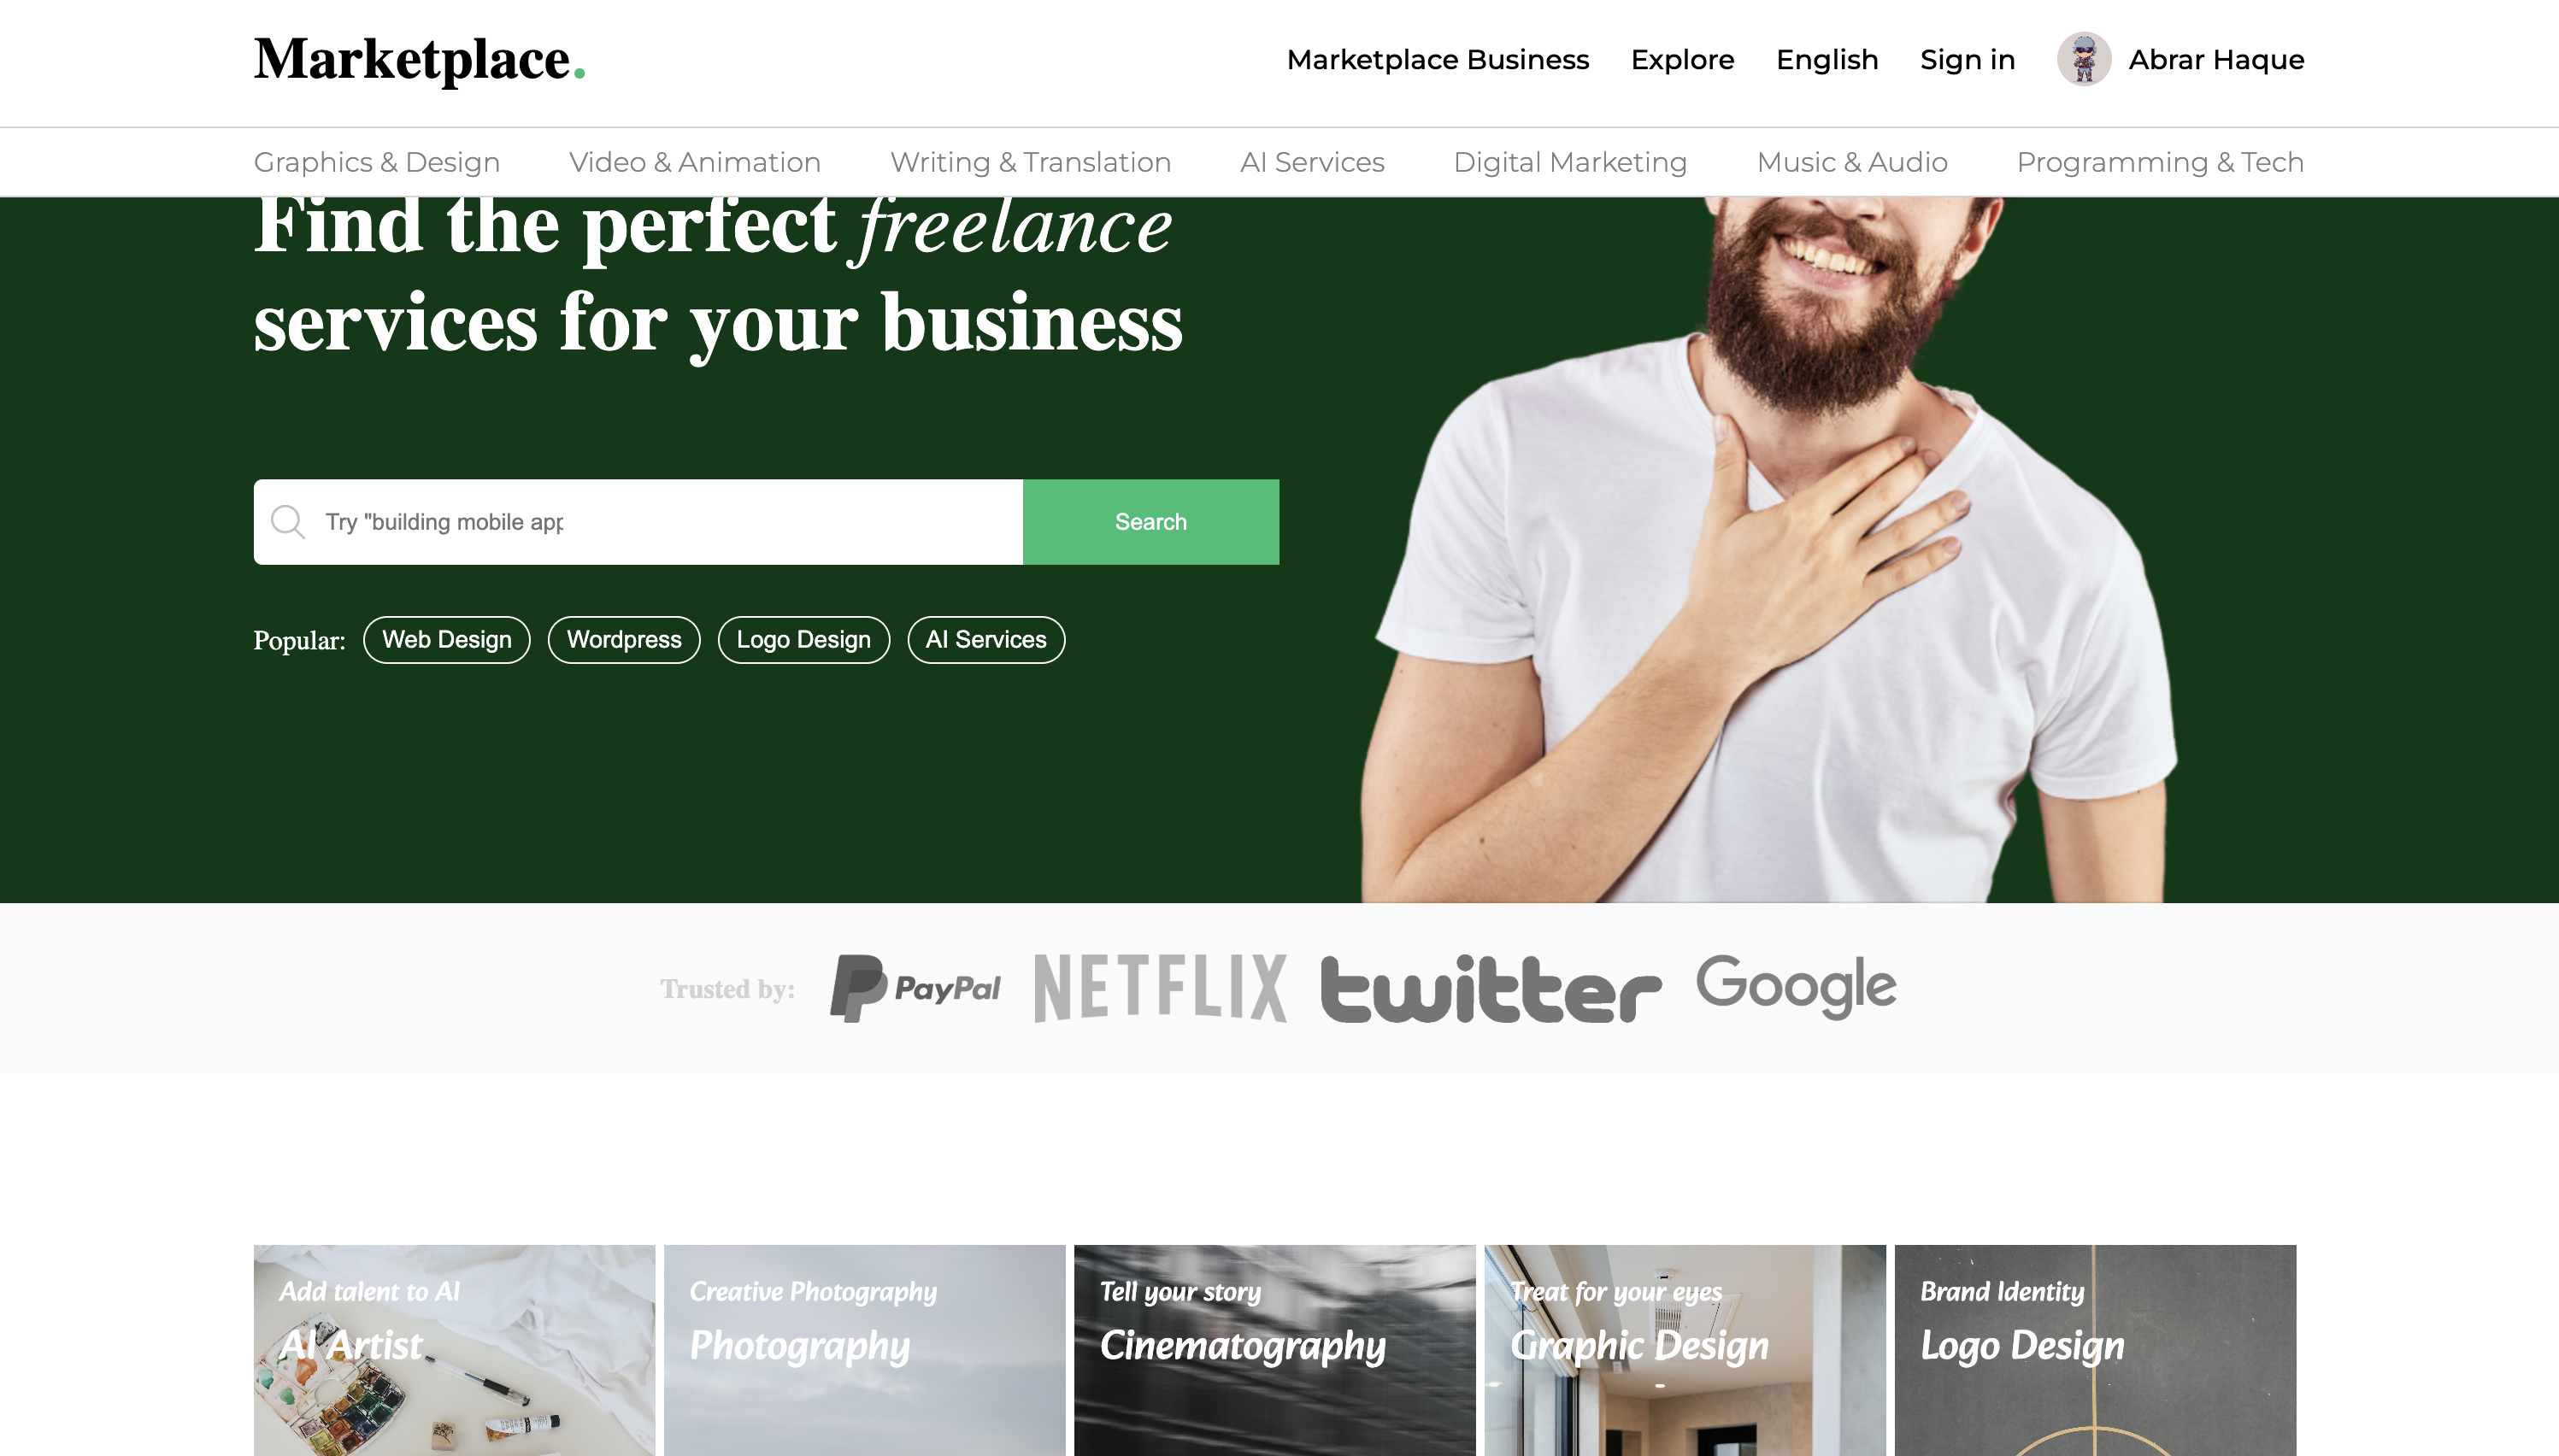 Marketplace.
Marketplace Business Explore English Sign in Abrar Haque
Graphics & Design Video & Animation Writing & Translation AI Services Digital Marketing Music & Audio Programming & Tech
Find the perfect freelance
services for your business
Try "building mobile app
Search
Popular: Web Design Wordpress Logo Design AI Services
Trusted by: PayPal NETFLIX twitter Google
Add talent to AI
AI Artist
Creative Photography
Photography
Tell your story
Cinematography
Treat for your eyes
Graphic Design
Brand Identity
Logo Design